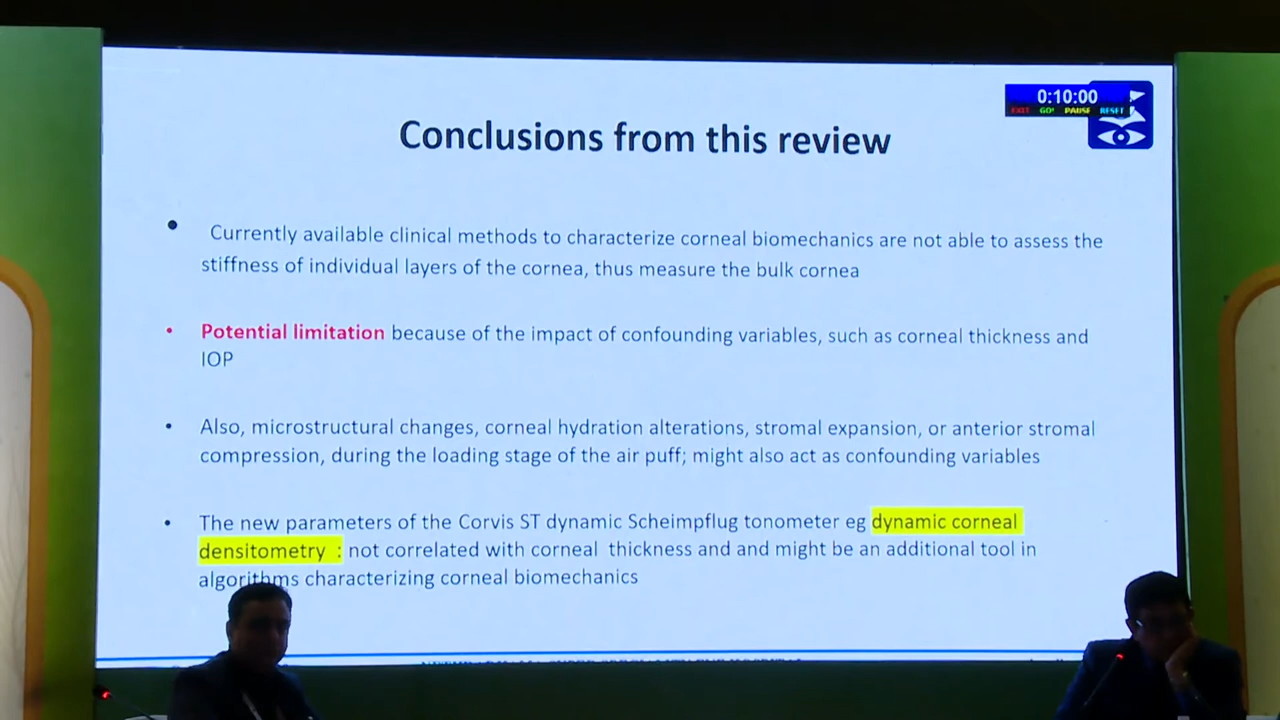 0:10:00
EXIT GO! PAUSE RESET
Conclusions from this review
• Currently available clinical methods to characterize corneal biomechanics are not able to assess the
stiffness of individual layers of the cornea, thus measure the bulk cornea
• Potential limitation because of the impact of confounding variables, such as corneal thickness and
IOP
• Also, microstructural changes, corneal hydration alterations, stromal expansion, or anterior stromal
compression, during the loading stage of the air puff; might also act as confounding variables
• The new parameters of the Corvis ST dynamic Scheimpflug tonometer eg dynamic corneal
densitometry : not correlated with corneal thickness and and might be an additional tool in
algorithms characterizing corneal biomechanics